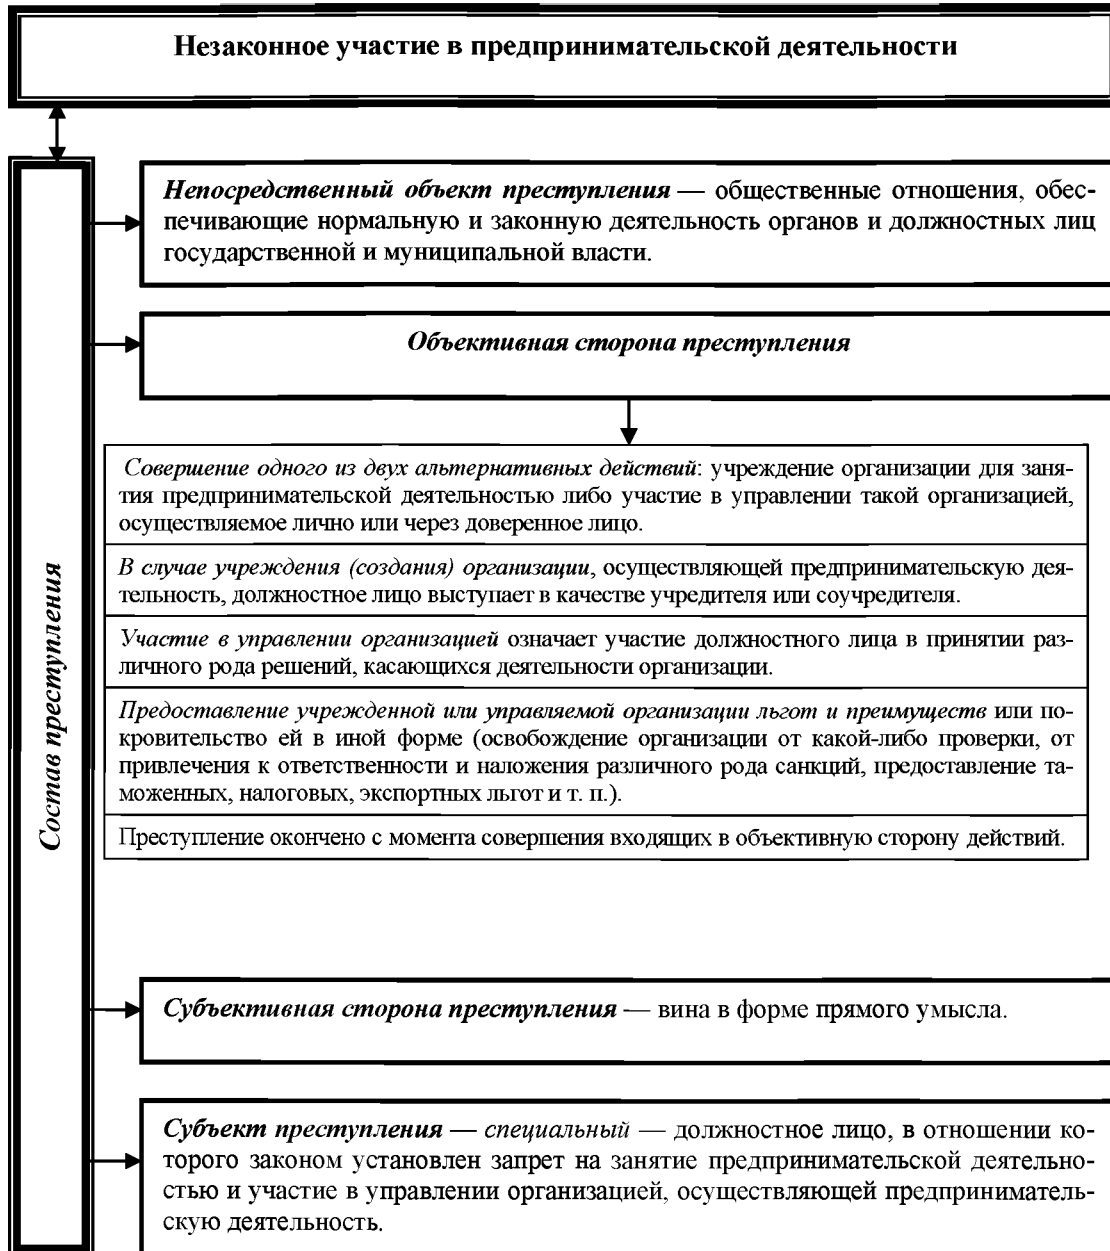 Незаконное участие в предпринимательской деятельности
Состав преступления
Непосредственный объект преступления — общественные отношения, обес-
печивающие нормальную и законную деятельность органов и должностных лиц
государственной и муниципальной власти.
Объективная сторона преступления
Совершение одного из двух альтернативных действий: учреждение организации для заня-
тия предпринимательской деятельностью либо участие в управлении такой организацией,
осуществляемое лично или через доверенное лицо.
В случае учреждения (создания) организации, осуществляющей предпринимательскую дея-
тельность, должностное лицо выступает в качестве учредителя или соучредителя.
Участие в управлении организацией означает участие должностного лица в принятии раз-
личного рода решений, касающихся деятельности организации.
Предоставление учрежденной или управляемой организации льгот и преимуществ или по-
кровительство ей в иной форме (освобождение организации от какой-либо проверки, от
привлечения к ответственности и наложения различного рода санкций, предоставление та-
моженных, налоговых, экспортных льгот и т. п.).
Преступление окончено с момента совершения входящих в объективную сторону действий.
Субъективная сторона преступления — вина в форме прямого умысла.
Субъект преступления — специальный — должностное лицо, в отношении ко-
торого законом установлен запрет на занятие предпринимательской деятельно-
стью и участие в управлении организацией, осуществляющей предприниматель-
скую деятельность.